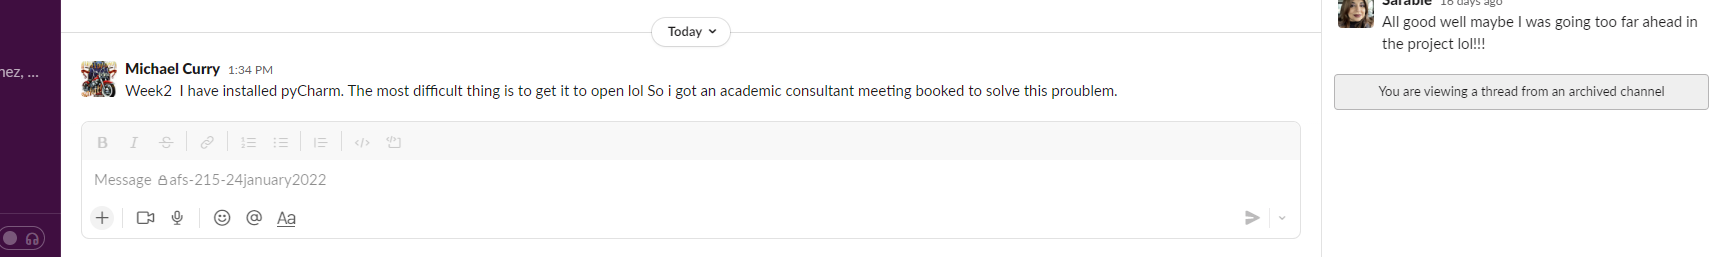 nez, ...
Today
Michael Curry 1:34 PM
Week2 I have installed pyCharm. The most difficult thing is to get it to open lol So i got an academic consultant meeting booked to solve this proublem.
B I S </>
Message afs-215-24january2022
+ @ Aa
Sarabie 16 days ago
All good well maybe I was going too far ahead in
the project lol!!!
You are viewing a thread from an archived channel